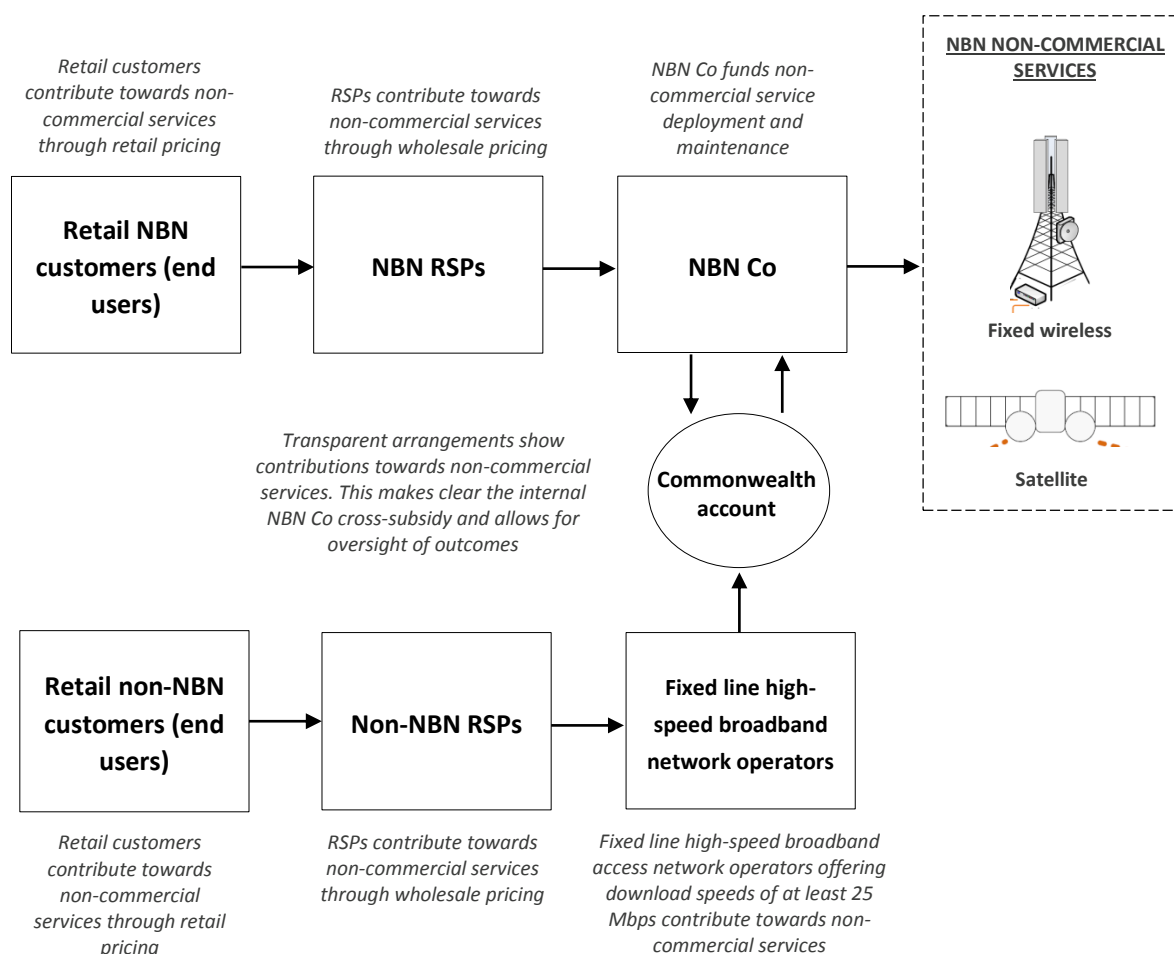 Retail customers
contribute towards non-
commercial services
through retail pricing
RSPs contribute towards
non-commercial services
through wholesale pricing
NBN Co funds non-
commercial service
deployment and
maintenance
NBN NON-COMMERCIAL
SERVICES
Retail NBN
customers (end
users)
NBN RSPs
NBN Co
Fixed wireless
Satellite
Transparent arrangements show
contributions towards non-commercial
services. This makes clear the internal
NBN Co cross-subsidy and allows for
oversight of outcomes
Commonwealth
account
Retail non-NBN
customers (end
users)
Non-NBN RSPs
Fixed line high-
speed broadband
network operators
Retail customers
contribute towards
non-commercial
services through retail
pricing
RSPs contribute towards
non-commercial services
through wholesale pricing
Fixed line high-speed broadband
access network operators offering
download speeds of at least 25
Mbps contribute towards non-
commercial services